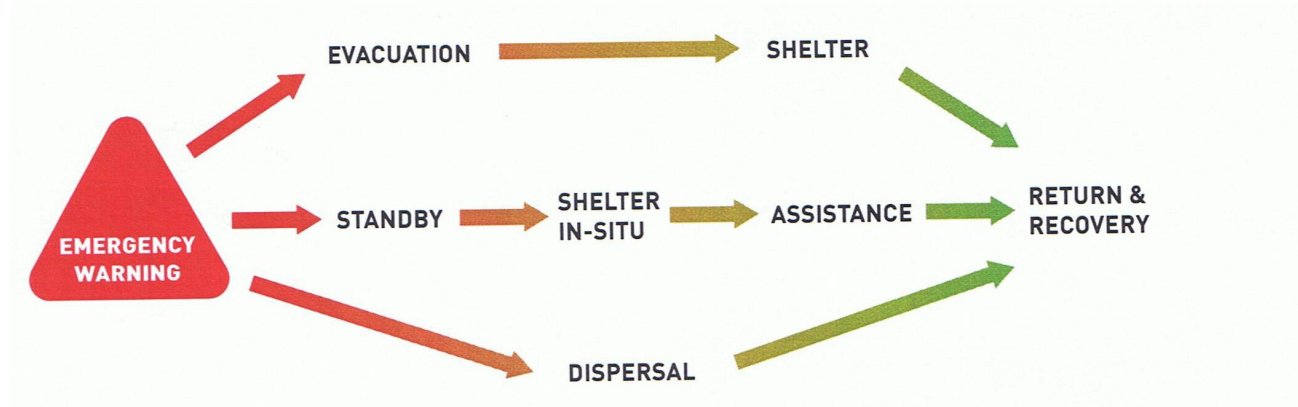 EVACUATION
SHELTER
EMERGENCY
WARNING
STANDBY
SHELTER
IN-SITU
ASSISTANCE
RETURN &
RECOVERY
DISPERSAL